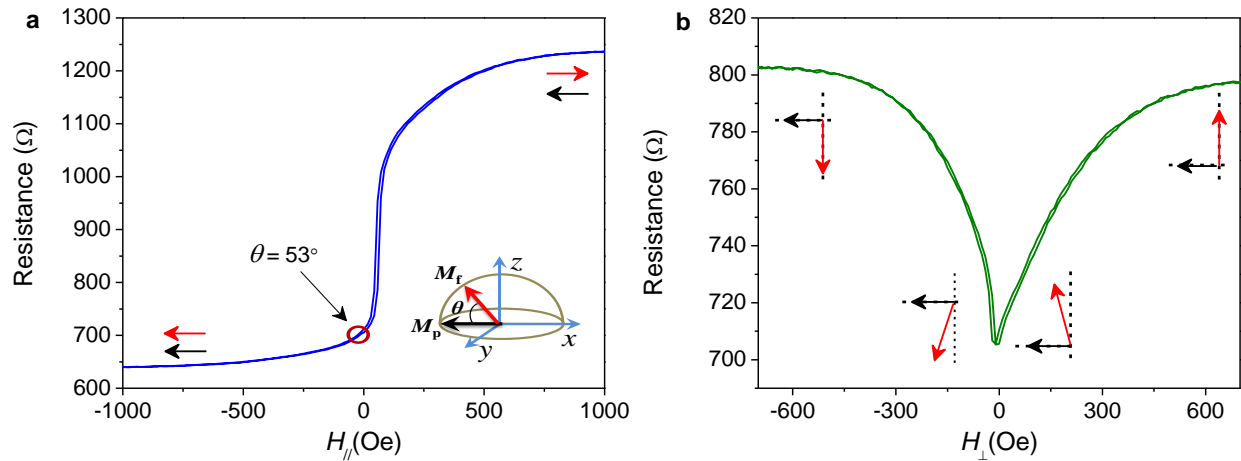 a
Resistance (Ω)
1300
1200
1100
1000
900
800
700
600
-1000
-500
0
500
1000
H// (Oe)
θ = 53°
Mf
Mp
θ
z
x
y
b
Resistance (Ω)
800
780
760
740
720
700
-600
-300
0
300
600
H⊥(Oe)